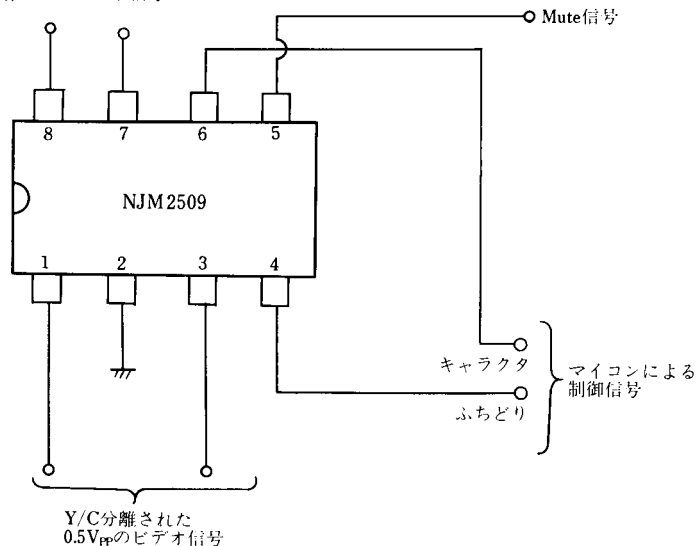 Mute信号
8 7 6 5
NJM2509
1 2 3 4
キャラクタ
ふちどり
マイコンによる
制御信号
Y/C分離された
0.5VPPのビデオ信号